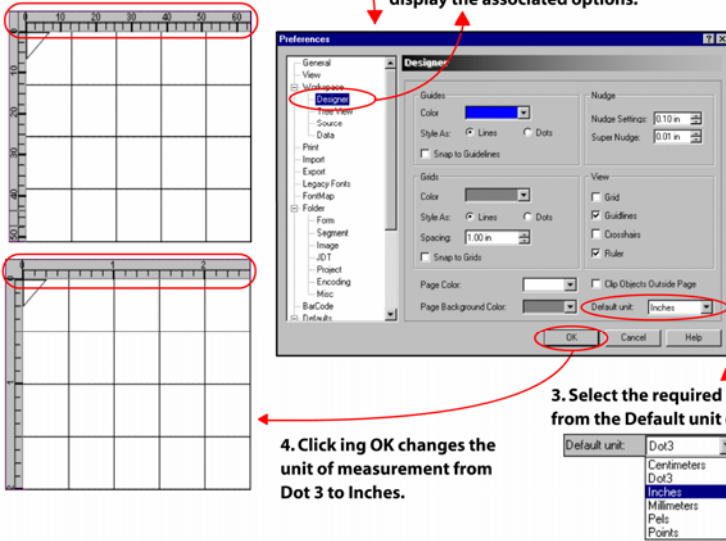 display the associated options.
0 10 20 30 40 50 60
0
10
20
30
40
50
Preferences
General
View
Workspace
Designer
Tree View
Source
Data
Print
Import
Export
Legacy Fonts
FontMap
Folder
Form
Segment
Image
JDT
Project
Encoding
Misc
BarCode
Defaults
Designer
Guides
Color
Style As: Lines Dots
Snap to Guidelines
Nudge
Nudge Settings: 0.10 in
Super Nudge: 0.01 in
Grids
Color
Style As: Lines Dots
Spacing: 1.00 in
Snap to Grids
View
Grid
Guidlines
Crosshairs
Ruler
Page Color:
Clip Objects Outside Page
Page Background Color:
Default unit: Inches
OK Cancel Help
0 1 2
0
1
2
3. Select the required
from the Default unit
Default unit: Dot3
Centimeters
Dot3
Inches
Millimeters
Pels
Points
4. Click ing OK changes the
unit of measurement from
Dot 3 to Inches.